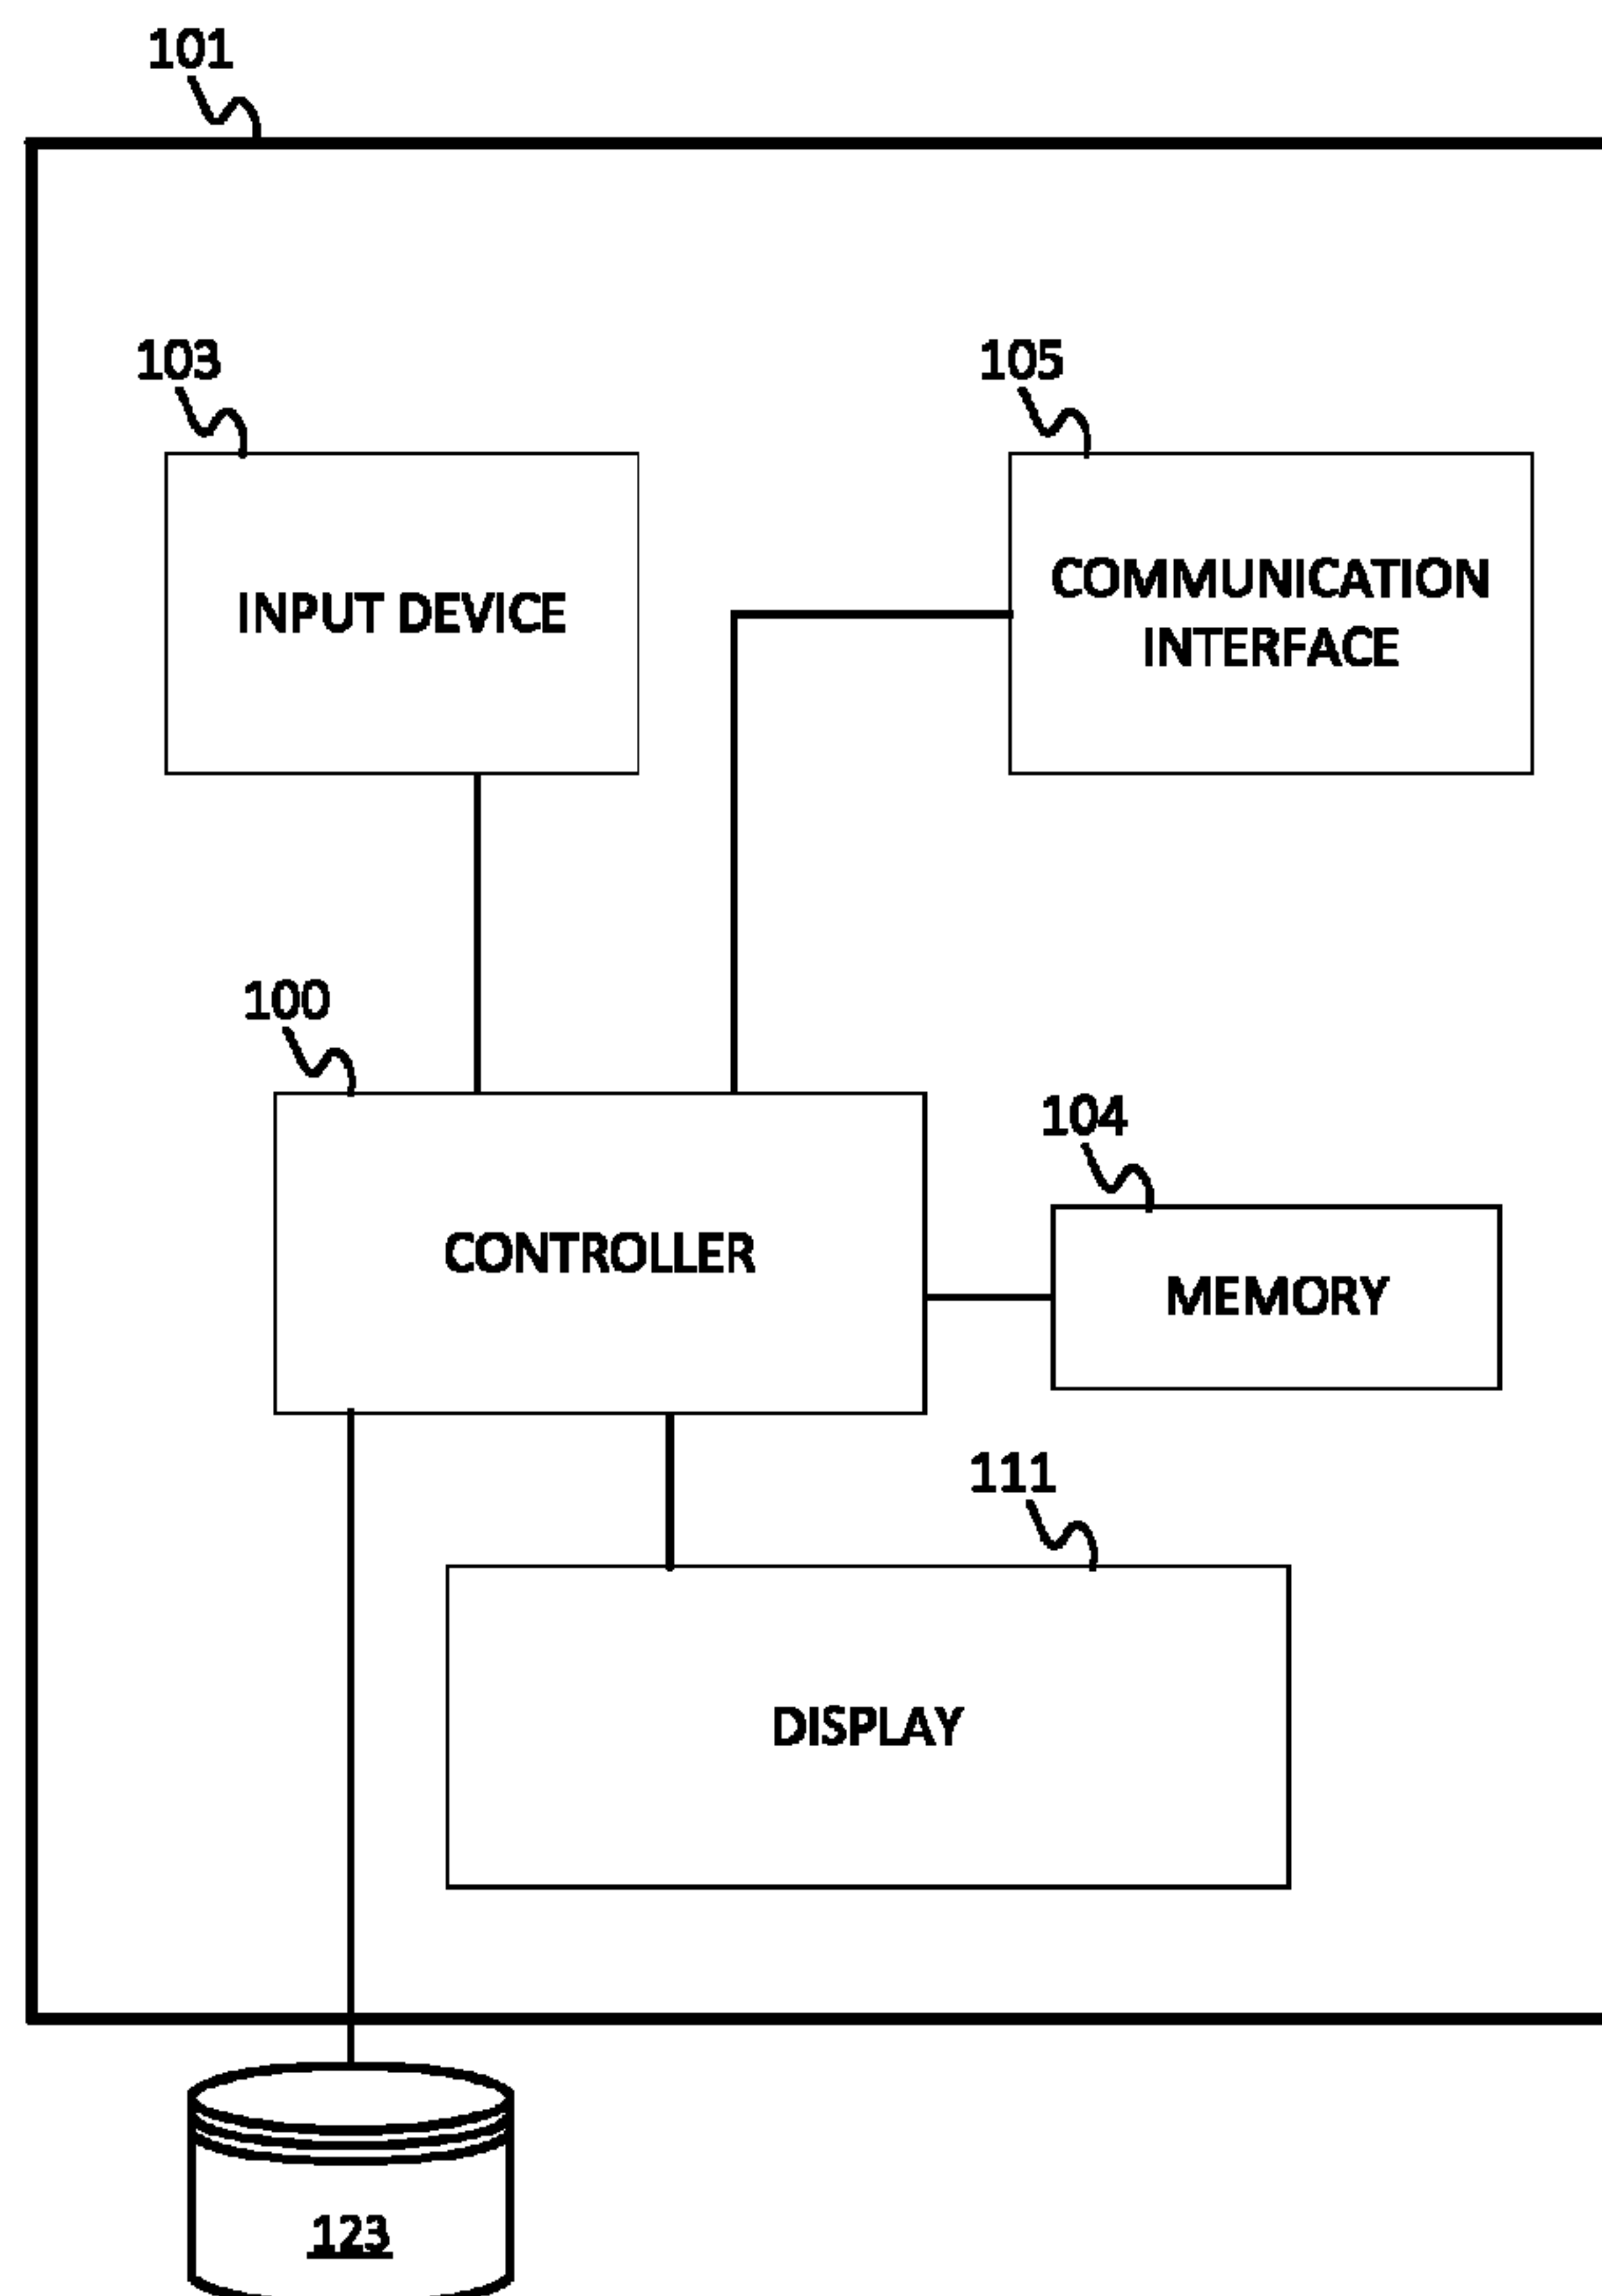 101
103
105
INPUT DEVICE
COMMUNICATION
INTERFACE
100
104
CONTROLLER
MEMORY
111
DISPLAY
123